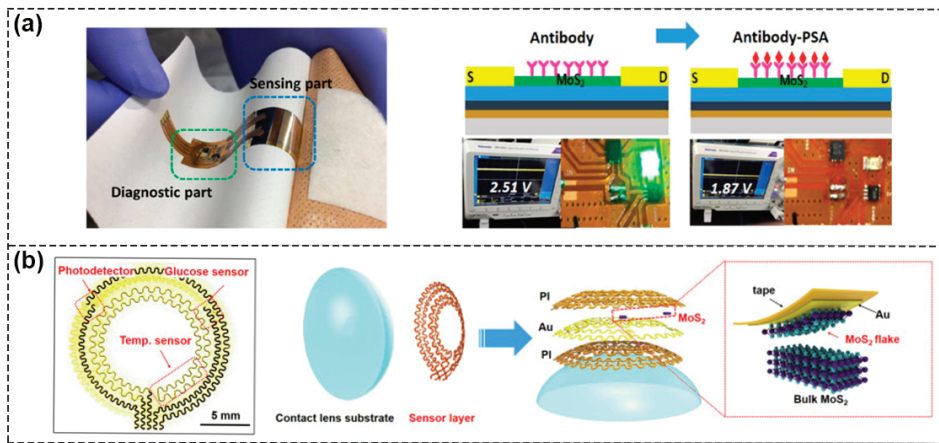 (a)
Sensing part
Diagnostic part
Antibody
Antibody-PSA
S
MoS₂
D
S
MoS₂
D
2.51 V
1.87 V
IN
(b)
Photodetector
Glucose sensor
Temp. sensor
5 mm
Contact lens substrate
Sensor layer
PI
Au
PI
MoS₂
tape
Au
MoS₂ flake
Bulk MoS₂